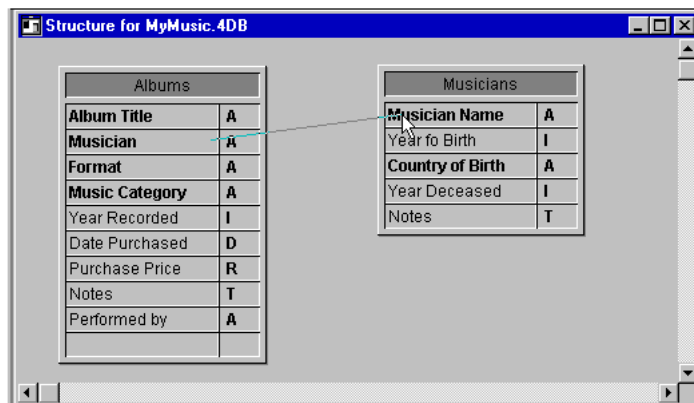 Structure for MyMusic.4DB
Albums
Album Title A
Musician A
Format A
Music Category A
Year Recorded I
Date Purchased D
Purchase Price R
Notes T
Performed by A
Musicians
Musician Name A
Year fo Birth I
Country of Birth A
Year Deceased I
Notes T